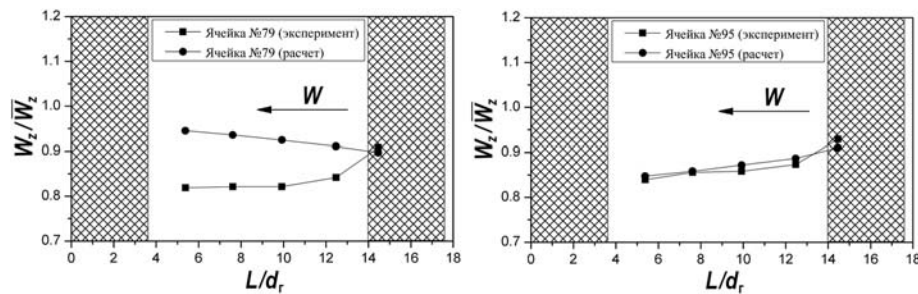 1.2
1.1
1.0
0.9
0.8
0.7
W_z/W̅_z
Ячейка №79 (эксперимент)
Ячейка №79 (расчет)
W
0 2 4 6 8 10 12 14 16 18
L/d_г
1.2
1.1
1.0
0.9
0.8
0.7
W_z/W̅_z
Ячейка №95 (эксперимент)
Ячейка №95 (расчет)
W
0 2 4 6 8 10 12 14 16 18
L/d_г